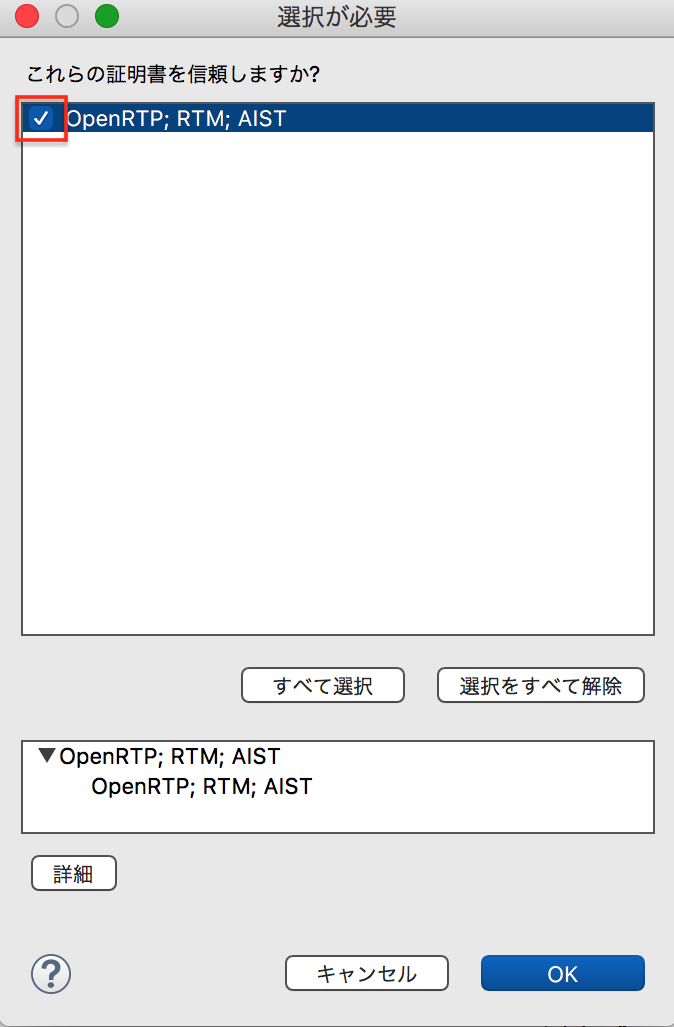 選択が必要
これらの証明書を信頼しますか?
OpenRTP; RTM; AIST
すべて選択
選択をすべて解除
OpenRTP; RTM; AIST
OpenRTP; RTM; AIST
詳細
?
キャンセル
OK